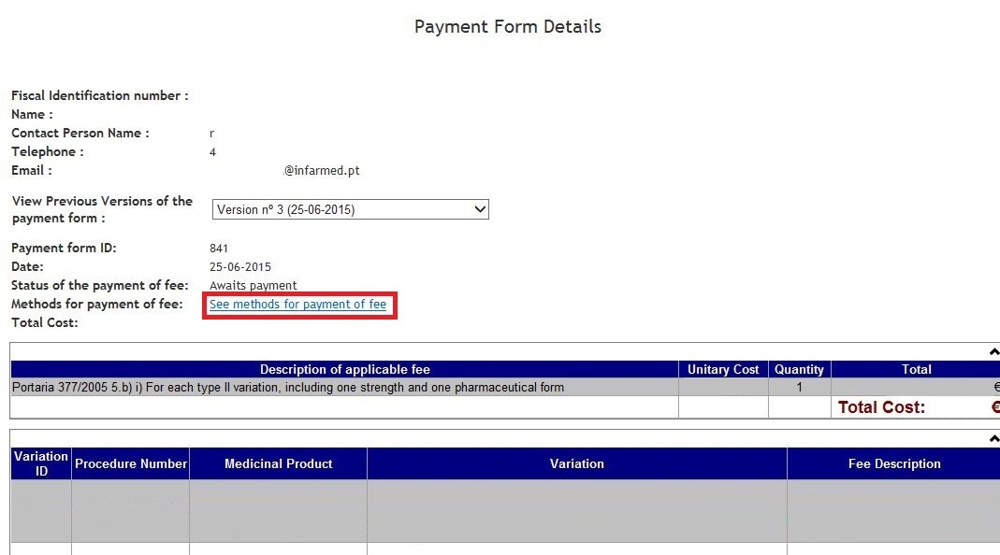 Payment Form Details
Fiscal Identification number :
Name :
Contact Person Name : r
Telephone : 4
Email : @infarmed.pt
View Previous Versions of the
payment form : Version nº 3 (25-06-2015)
Payment form ID: 841
Date: 25-06-2015
Status of the payment of fee: Awaits payment
Methods for payment of fee: See methods for payment of fee
Total Cost:
Description of applicable fee Unitary Cost Quantity Total
Portaria 377/2005 5.b) i) For each type II variation, including one strength and one pharmaceutical form 1 €
Total Cost: €
Variation
ID Procedure Number Medicinal Product Variation Fee Description